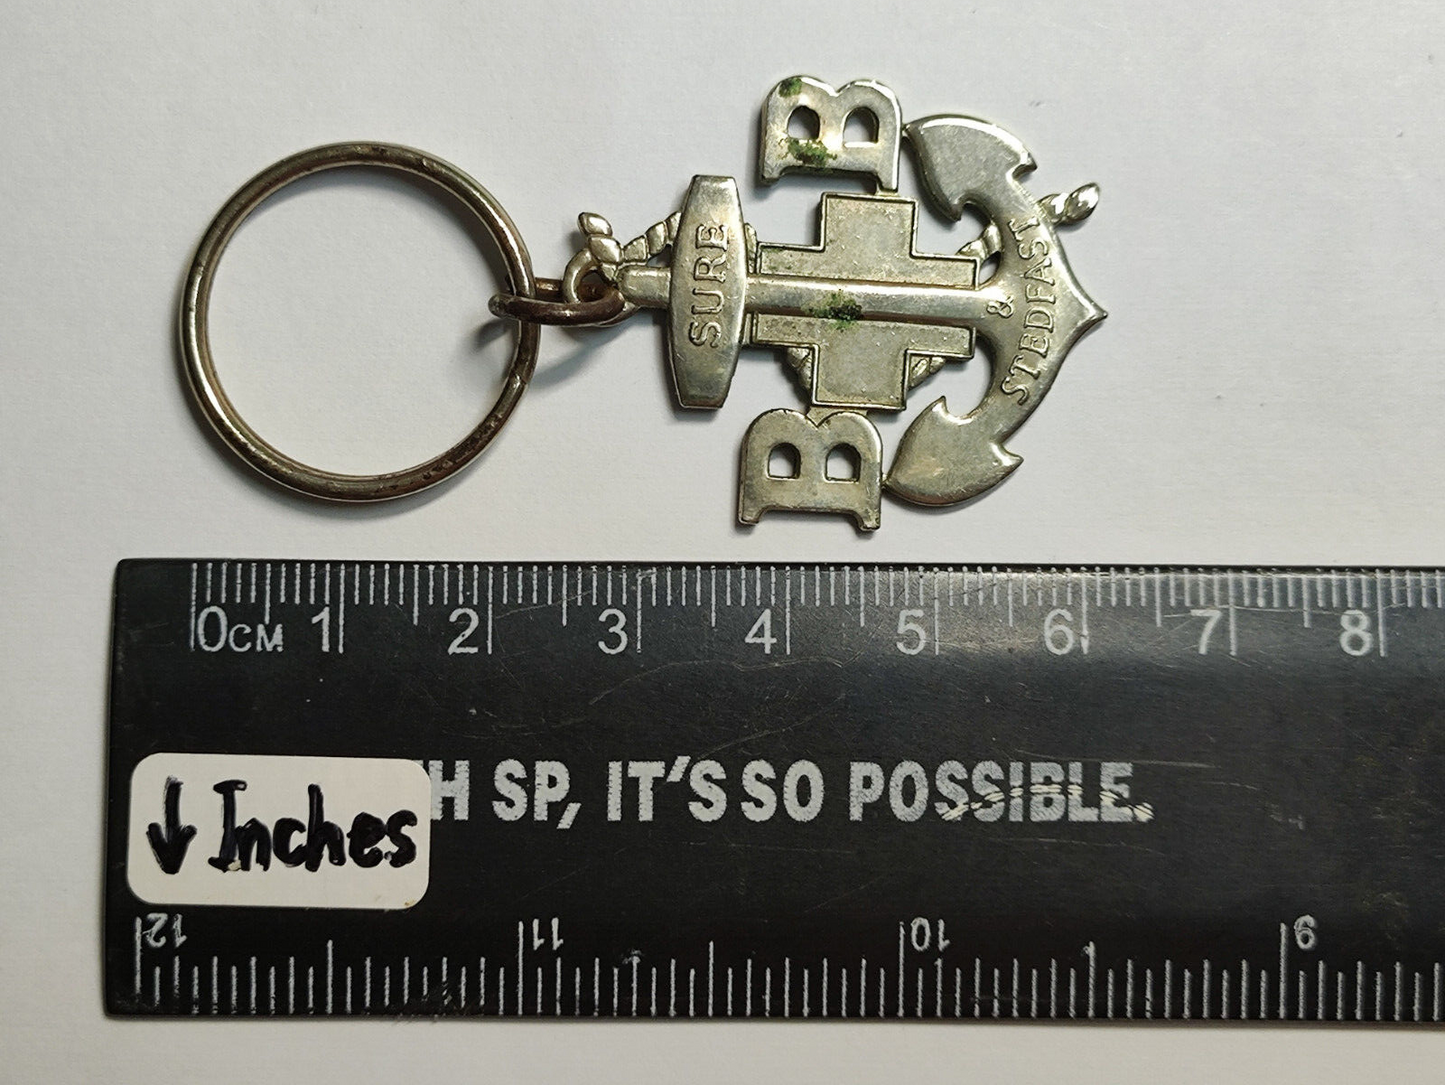 B
SURE
& STEDFAST
B
0CM 1 2 3 4 5 6 7 8
H SP, IT'S SO POSSIBLE.
↓ Inches
12 11 10 9